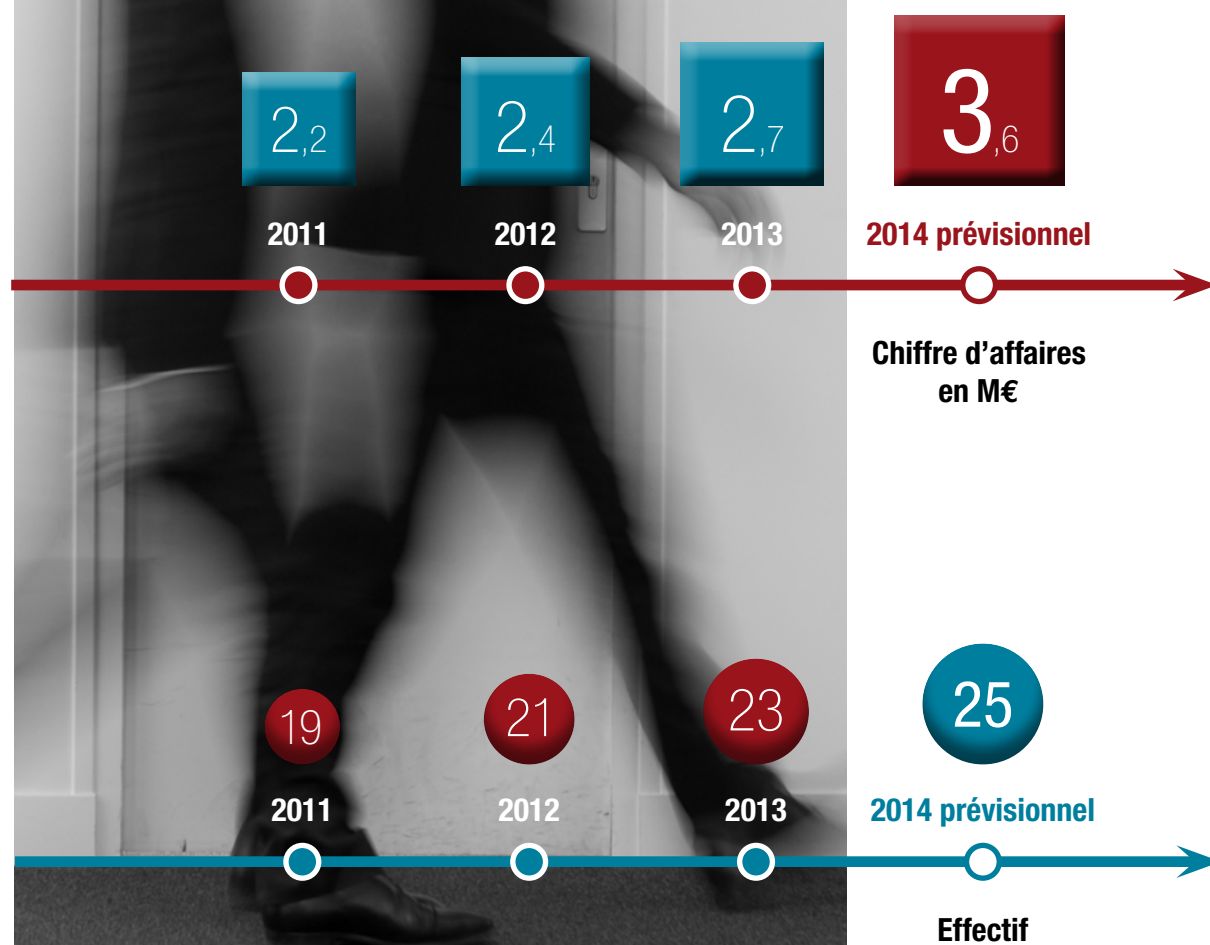 2,2
2,4
2,7
3,6
2011
2012
2013
2014 prévisionnel
Chiffre d’affaires
en M€
19
21
23
25
2011
2012
2013
2014 prévisionnel
Effectif